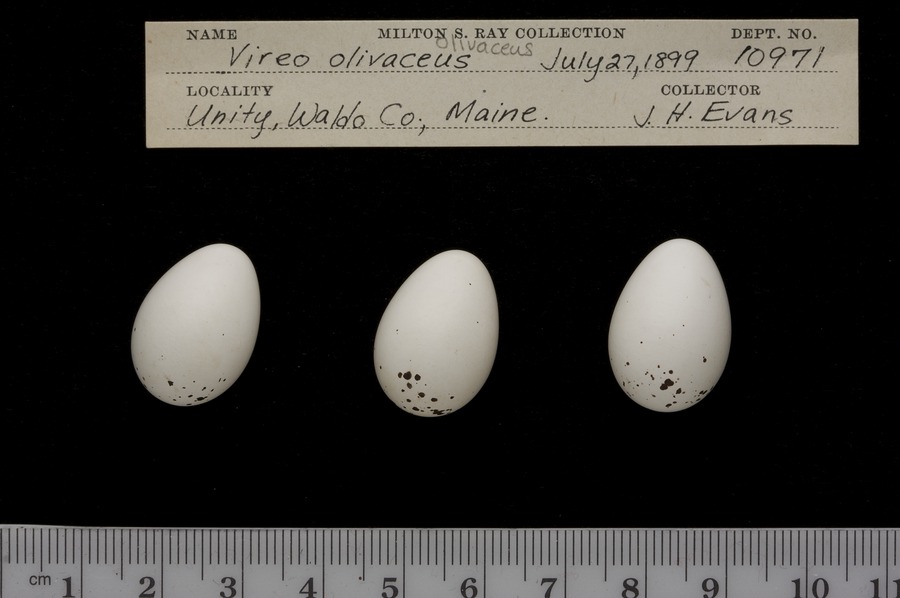 NAME MILTON S. RAY COLLECTION DEPT. NO.
olivaceus
Vireo olivaceus July 27, 1899 10971
LOCALITY COLLECTOR
Unity, Waldo Co., Maine. J. H. Evans
cm 1 2 3 4 5 6 7 8 9 10 11